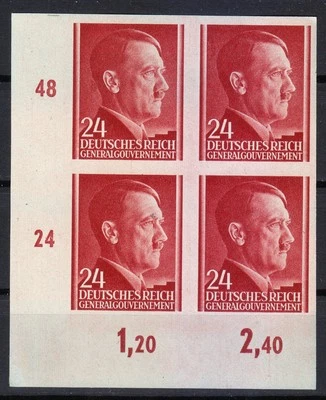 48
24 24
DEUTSCHES REICH DEUTSCHES REICH
GENERALGOUVERNEMENT GENERALGOUVERNEMENT
24
24 24
DEUTSCHES REICH DEUTSCHES REICH
GENERALGOUVERNEMENT GENERALGOUVERNEMENT
1,20 2,40